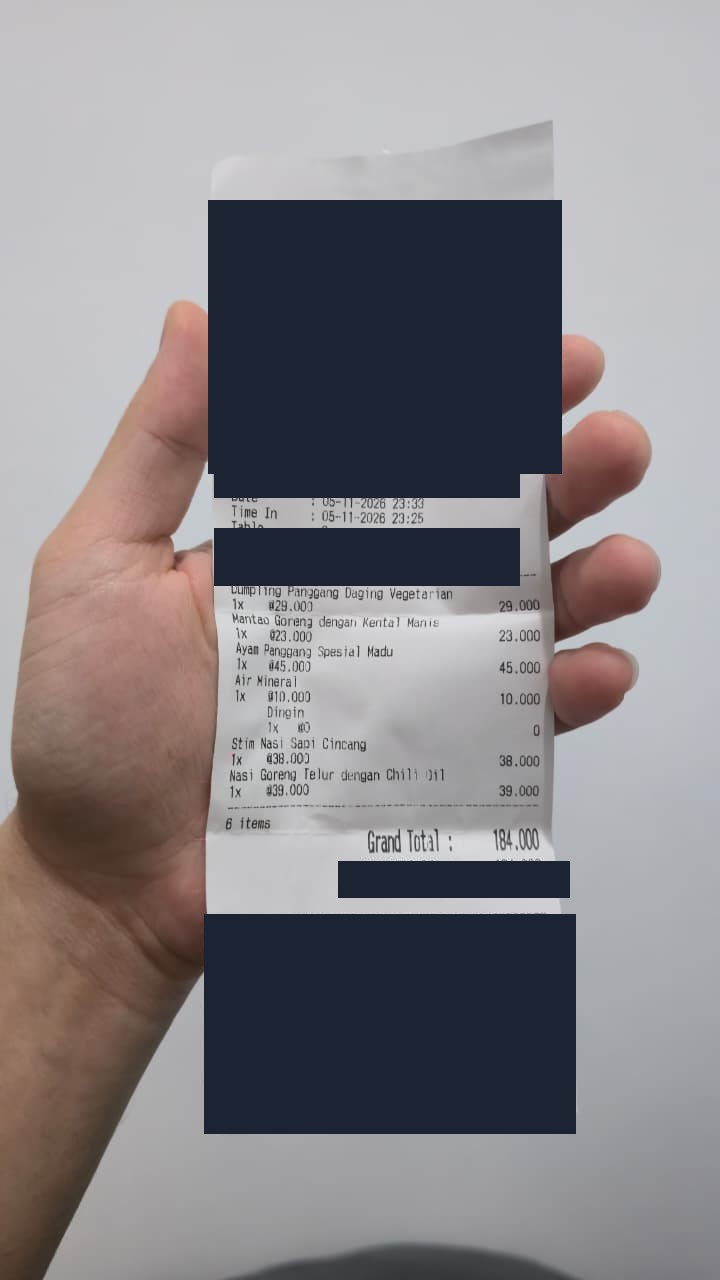 : 05-11-2026 23:33
Time In : 05-11-2026 23:25
Dumpling Panggang Daging Vegetarian
1x @29.000 29.000
Mantao Goreng dengan Kental Manis
1x @23.000 23.000
Ayam Panggang Spesial Madu
1x @45.000 45.000
Air Mineral
1x @10.000 10.000
Dingin
1x @0 0
Stim Nasi Sapi Cincang
1x @38.000 38.000
Nasi Goreng Telur dengan Chili Oil
1x @39.000 39.000
6 items
Grand Total : 184.000